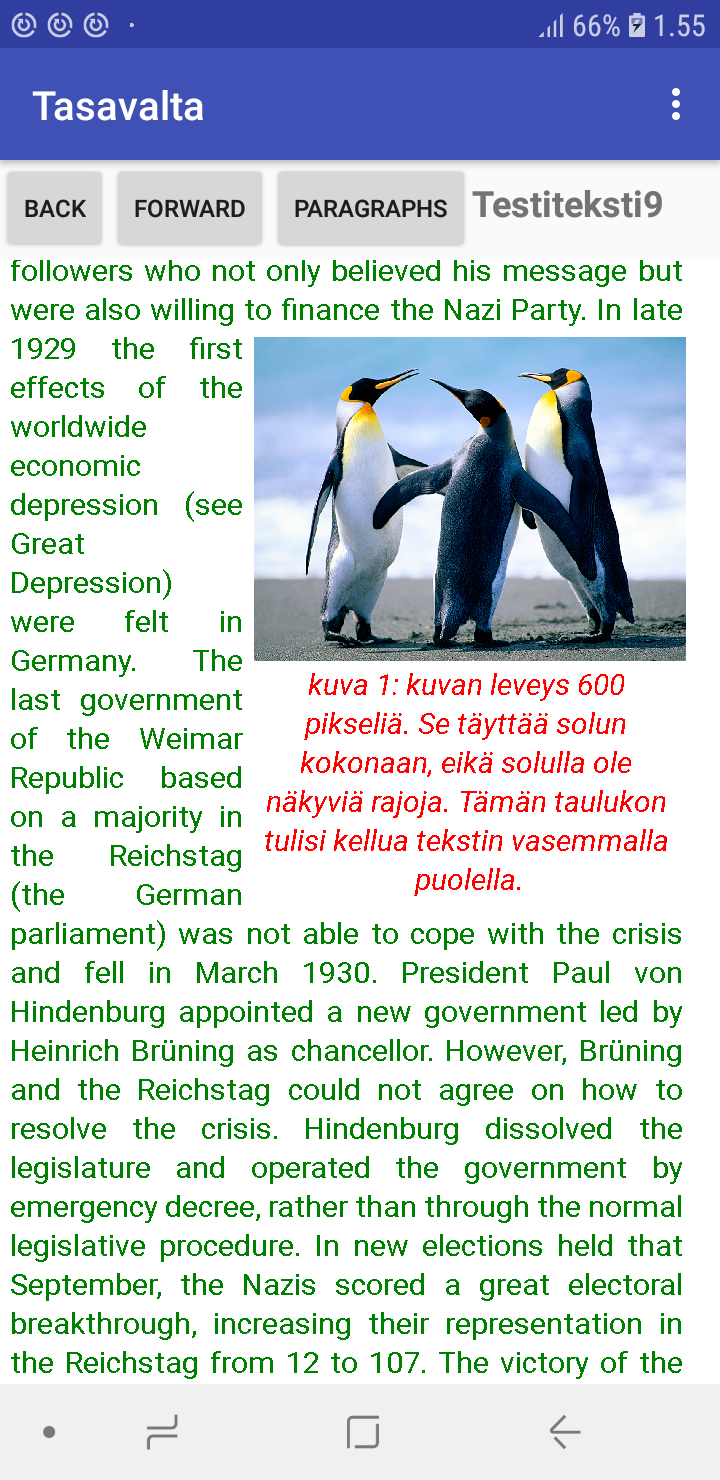 66% 1.55
Tasavalta
BACK FORWARD PARAGRAPHS Testiteksti9
followers who not only believed his message but
were also willing to finance the Nazi Party. In late
1929 the first
effects of the
worldwide
economic
depression (see
Great
Depression)
were felt in
Germany. The
last government
of the Weimar
Republic based
on a majority in
the Reichstag
(the German
kuva 1: kuvan leveys 600
pikseliä. Se täyttää solun
kokonaan, eikä solulla ole
näkyviä rajoja. Tämän taulukon
tulisi kellua tekstin vasemmalla
puolella.
parliament) was not able to cope with the crisis
and fell in March 1930. President Paul von
Hindenburg appointed a new government led by
Heinrich Brüning as chancellor. However, Brüning
and the Reichstag could not agree on how to
resolve the crisis. Hindenburg dissolved the
legislature and operated the government by
emergency decree, rather than through the normal
legislative procedure. In new elections held that
September, the Nazis scored a great electoral
breakthrough, increasing their representation in
the Reichstag from 12 to 107. The victory of the